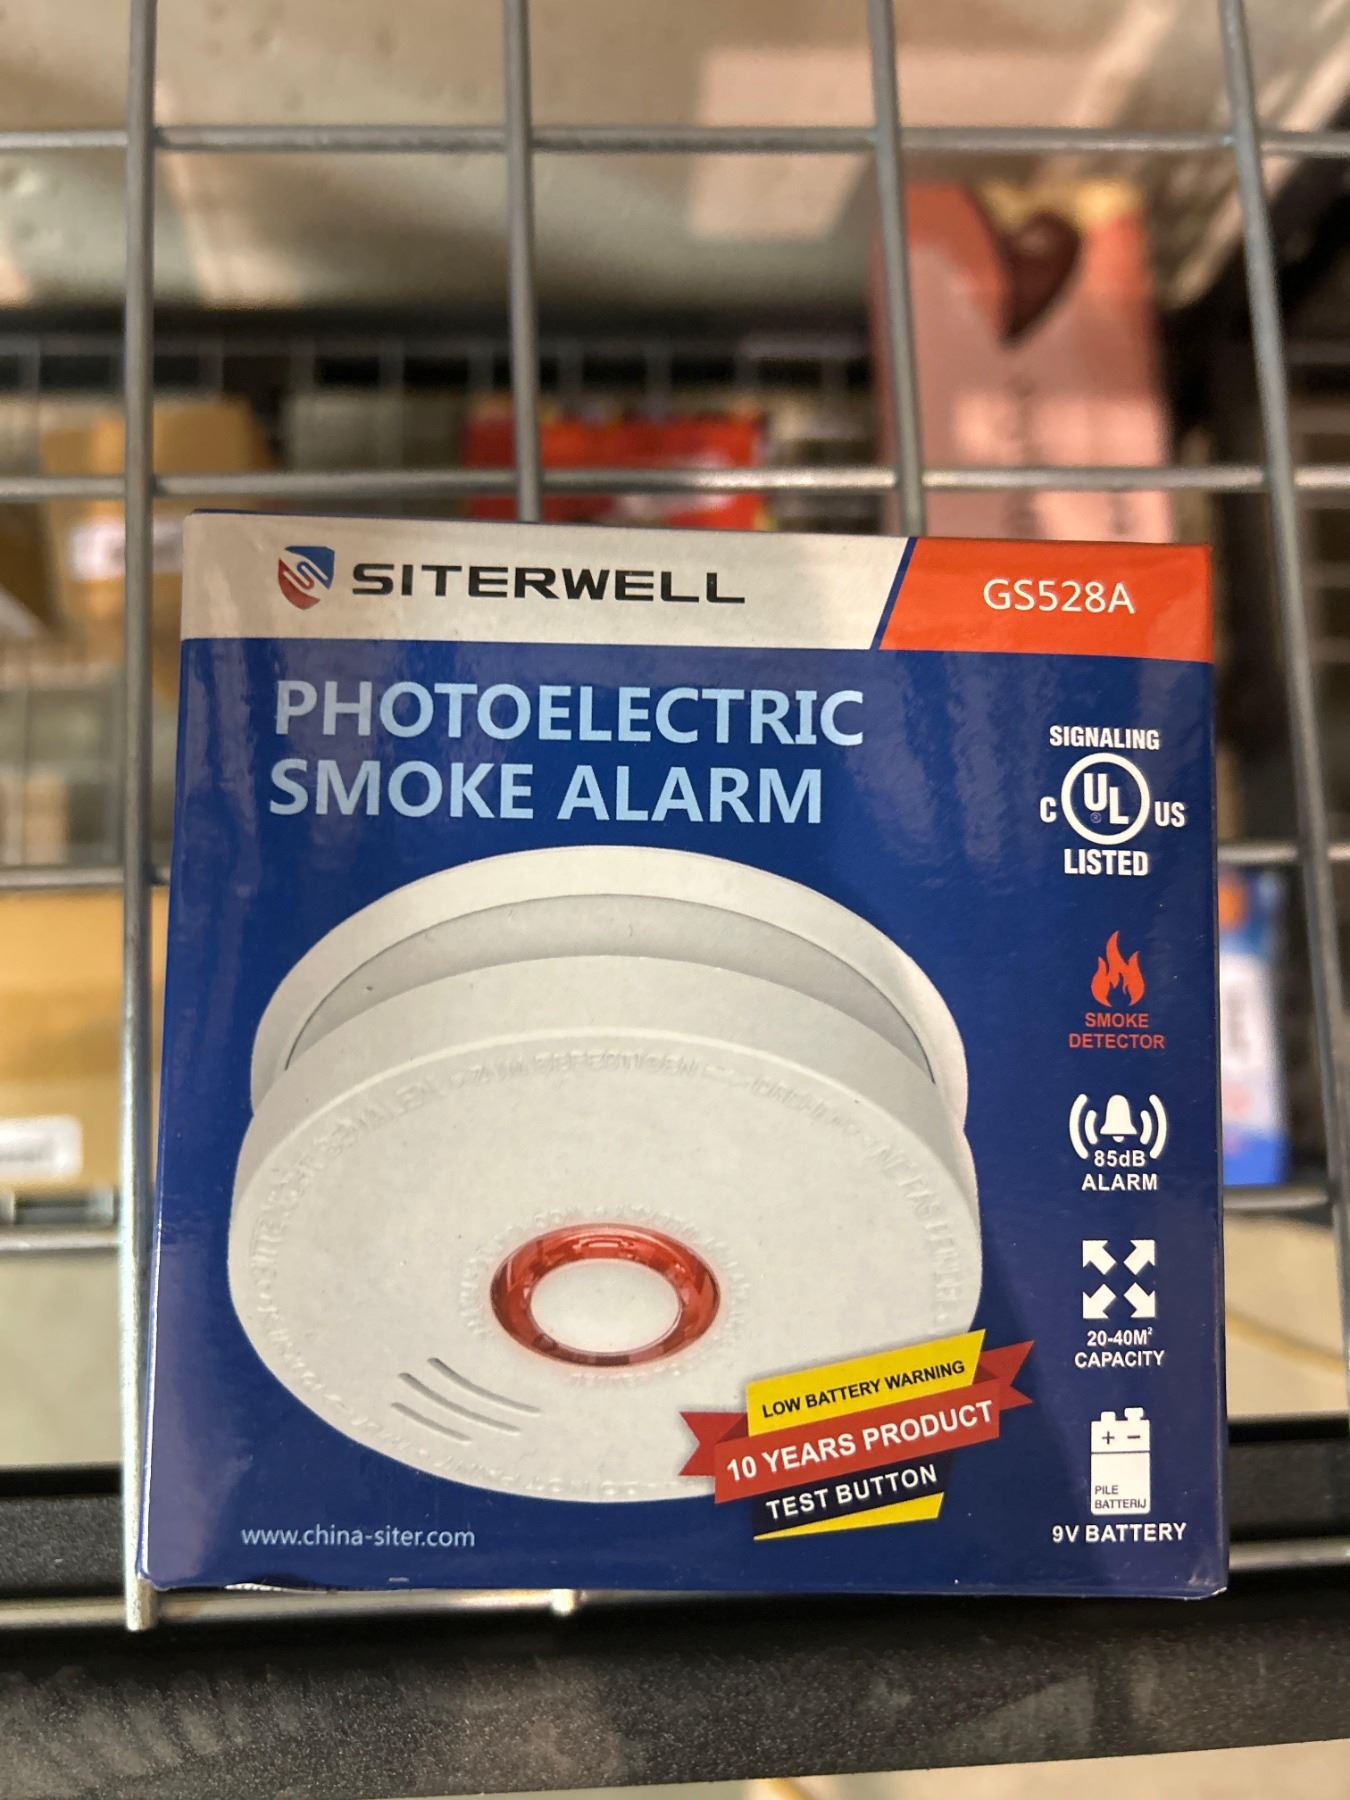 SITERWELL
GS528A
PHOTOELECTRIC
SMOKE ALARM
SIGNALING
C UL US
LISTED
SMOKE
DETECTOR
85dB
ALARM
20-40M²
CAPACITY
+ −
PILE
BATTERIJ
9V BATTERY
LOW BATTERY WARNING
10 YEARS PRODUCT
TEST BUTTON
www.china-siter.com